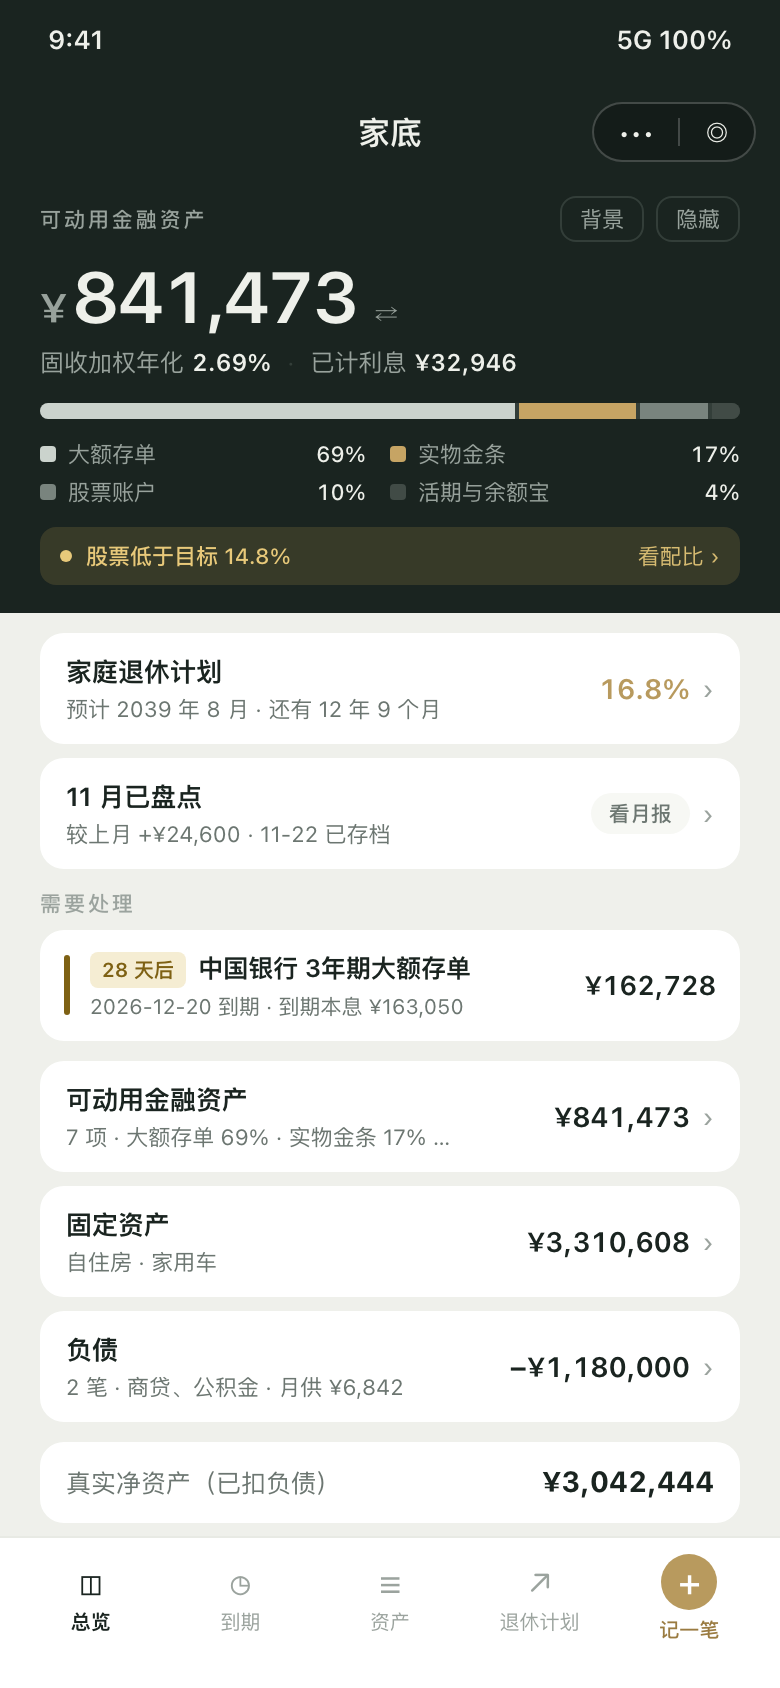 9:41 5G 100%
家底
可动用金融资产 背景 隐藏
¥841,473 ⇄
固收加权年化 2.69% · 已计利息 ¥32,946
大额存单 69% 实物金条 17%
股票账户 10% 活期与余额宝 4%
股票低于目标 14.8% 看配比 ›
家庭退休计划
预计 2039 年 8 月 · 还有 12 年 9 个月
16.8% ›
11 月已盘点
较上月 +¥24,600 · 11-22 已存档
看月报 ›
需要处理
28 天后 中国银行 3年期大额存单
2026-12-20 到期 · 到期本息 ¥163,050
¥162,728
可动用金融资产
7 项 · 大额存单 69% · 实物金条 17% ...
¥841,473 ›
固定资产
自住房 · 家用车
¥3,310,608 ›
负债
2 笔 · 商贷、公积金 · 月供 ¥6,842
−¥1,180,000 ›
真实净资产（已扣负债） ¥3,042,444
总览 到期 资产 退休计划 记一笔